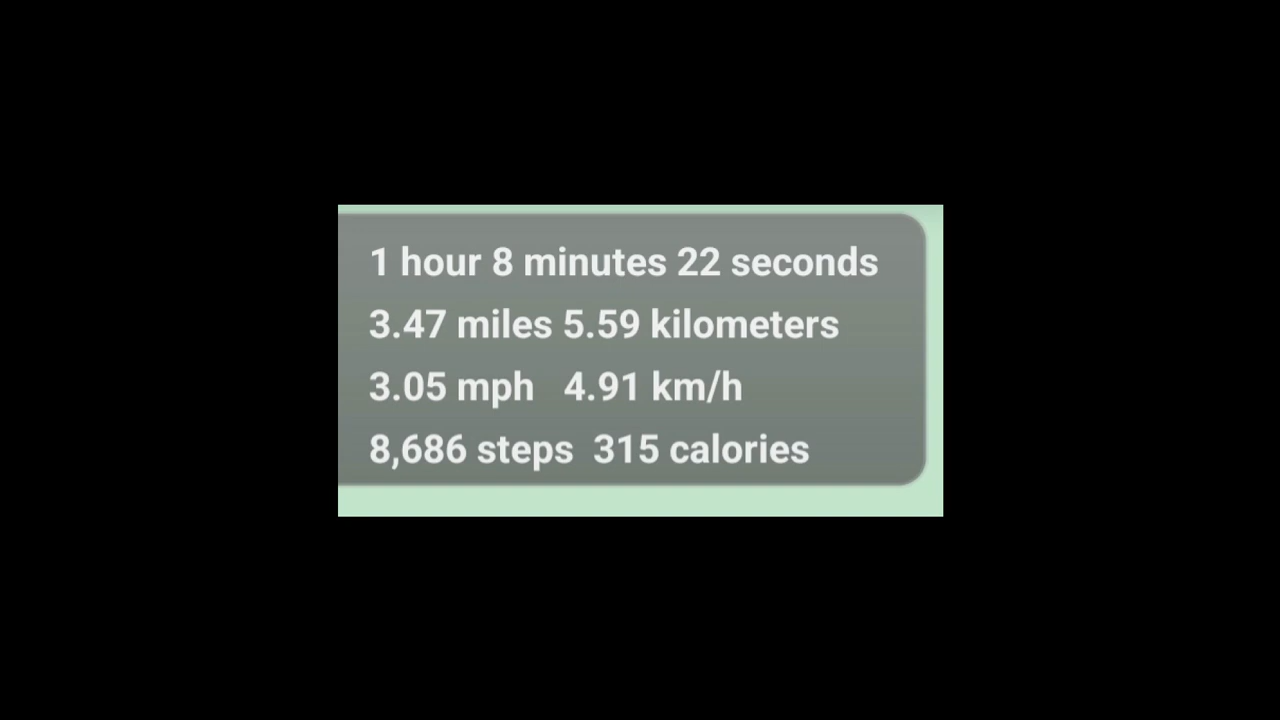 1 hour 8 minutes 22 seconds
3.47 miles 5.59 kilometers
3.05 mph 4.91 km/h
8,686 steps 315 calories